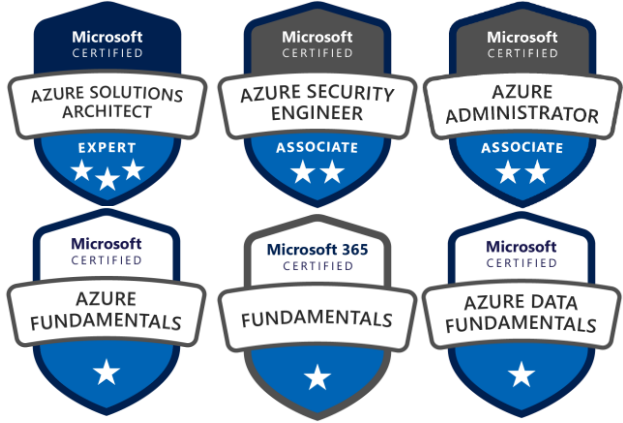 Microsoft
CERTIFIED
AZURE SOLUTIONS
ARCHITECT
EXPERT
Microsoft
CERTIFIED
AZURE SECURITY
ENGINEER
ASSOCIATE
Microsoft
CERTIFIED
AZURE
ADMINISTRATOR
ASSOCIATE
Microsoft
CERTIFIED
AZURE
FUNDAMENTALS
Microsoft 365
CERTIFIED
FUNDAMENTALS
Microsoft
CERTIFIED
AZURE DATA
FUNDAMENTALS